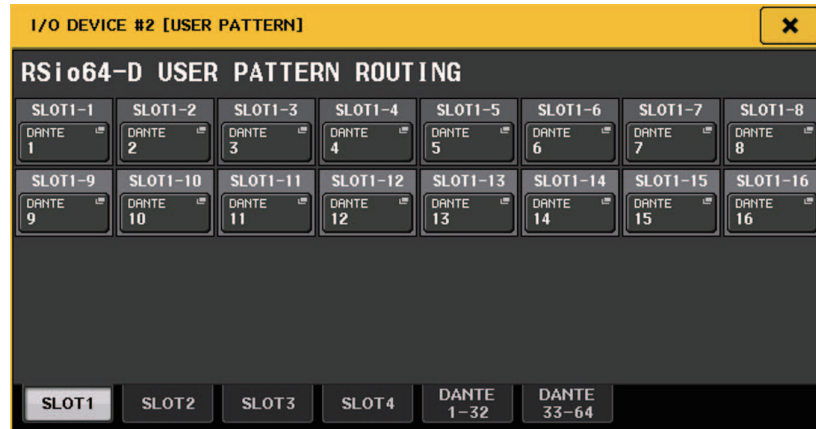 I/O DEVICE #2 [USER PATTERN]
RSio64-D USER PATTERN ROUTING
SLOT1-1 SLOT1-2 SLOT1-3 SLOT1-4 SLOT1-5 SLOT1-6 SLOT1-7 SLOT1-8
DANTE DANTE DANTE DANTE DANTE DANTE DANTE DANTE
1 2 3 4 5 6 7 8
SLOT1-9 SLOT1-10 SLOT1-11 SLOT1-12 SLOT1-13 SLOT1-14 SLOT1-15 SLOT1-16
DANTE DANTE DANTE DANTE DANTE DANTE DANTE DANTE
9 10 11 12 13 14 15 16
SLOT1 SLOT2 SLOT3 SLOT4 DANTE 1-32 DANTE 33-64